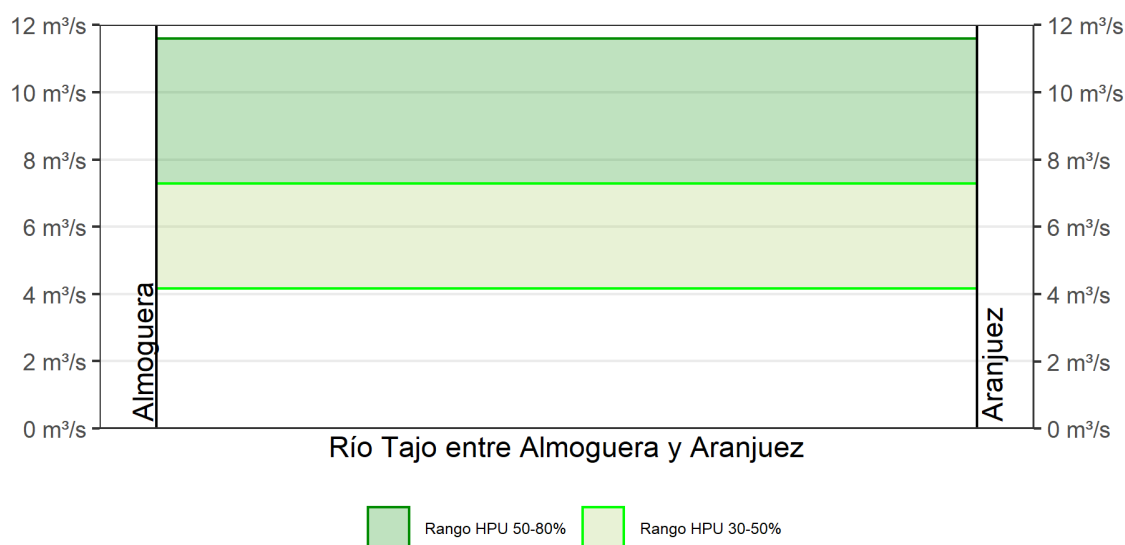 12 m³/s
10 m³/s
8 m³/s
6 m³/s
4 m³/s
2 m³/s
0 m³/s
12 m³/s
10 m³/s
8 m³/s
6 m³/s
4 m³/s
2 m³/s
0 m³/s
Almoguera
Aranjuez
Río Tajo entre Almoguera y Aranjuez
Rango HPU 50-80%
Rango HPU 30-50%